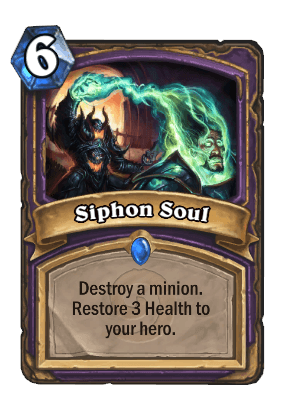 6
Siphon Soul
Destroy a minion.
Restore 3 Health to
your hero.